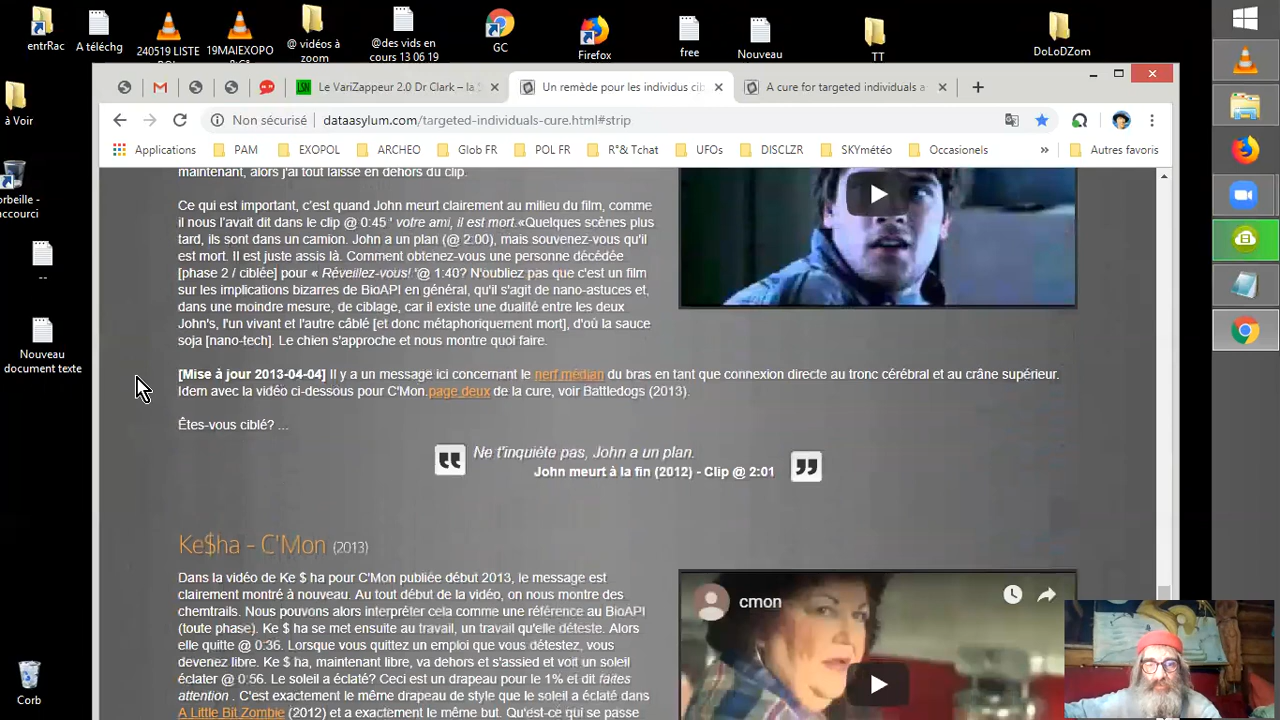 entrRac
A téléchg
240519 LISTE
19MAIEXPO
@ vidéos à
zoom
@des vids en
cours 13 06 19
GC
Firefox
free
Nouveau
TT
DoLoDZom
à Voir
orbeille -
ccourci
--
Nouveau
document texte
Corb
Le VariZappeur 2.0 Dr Clark – la
Un remède pour les individus cib
A cure for targeted individuals a
Non sécurisé
dataasylum.com/targeted-individuals-cure.html#strip
Applications
PAM
EXOPOL
ARCHEO
Glob FR
POL FR
R°& Tchat
UFOs
DISCLZR
SKYmétéo
Occasionels
»
Autres favoris
maintenant, alors j'ai tout laissé en dehors du clip.
Ce qui est important, c'est quand John meurt clairement au milieu du film, comme
il nous l'avait dit dans le clip @ 0:45 ' votre ami, il est mort.«Quelques scènes plus
tard, ils sont dans un camion. John a un plan (@ 2:00), mais souvenez-vous qu'il
est mort. Il est juste assis là. Comment obtenez-vous une personne décédée
[phase 2 / ciblée] pour « Réveillez-vous! '@ 1:40? N'oubliez pas que c'est un film
sur les implications bizarres de BioAPI en général, qu'il s'agit de nano-astuces et,
dans une moindre mesure, de ciblage, car il existe une dualité entre les deux
John's, l'un vivant et l'autre câblé [et donc métaphoriquement mort], d'où la sauce
soja [nano-tech]. Le chien s'approche et nous montre quoi faire.
[Mise à jour 2013-04-04] Il y a un message ici concernant le nerf médian du bras en tant que connexion directe au tronc cérébral et au crâne supérieur.
Idem avec la vidéo ci-dessous pour C'Mon.page deux de la cure, voir Battledogs (2013).
Êtes-vous ciblé? ...
Ne t'inquiète pas, John a un plan.
John meurt à la fin (2012) - Clip @ 2:01
Ke$ha - C'Mon (2013)
Dans la vidéo de Ke $ ha pour C'Mon publiée début 2013, le message est
clairement montré à nouveau. Au tout début de la vidéo, on nous montre des
chemtrails. Nous pouvons alors interpréter cela comme une référence au BioAPI
(toute phase). Ke $ ha se met ensuite au travail, un travail qu'elle déteste. Alors
elle quitte @ 0:36. Lorsque vous quittez un emploi que vous détestez, vous
devenez libre. Ke $ ha, maintenant libre, va dehors et s'assied et voit un soleil
éclater @ 0:56. Le soleil a éclaté? Ceci est un drapeau pour le 1% et dit faites
attention . C'est exactement le même drapeau de style que le soleil a éclaté dans
A Little Bit Zombie (2012) et a exactement le même but. Qu'est-ce qui se passe
cmon